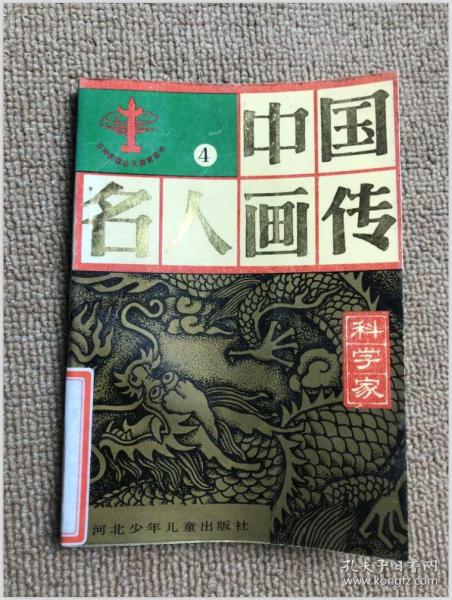 ④
中国
名人画传
科学家
河北少年儿童出版社
孔夫子旧书网
www.kongfz.com